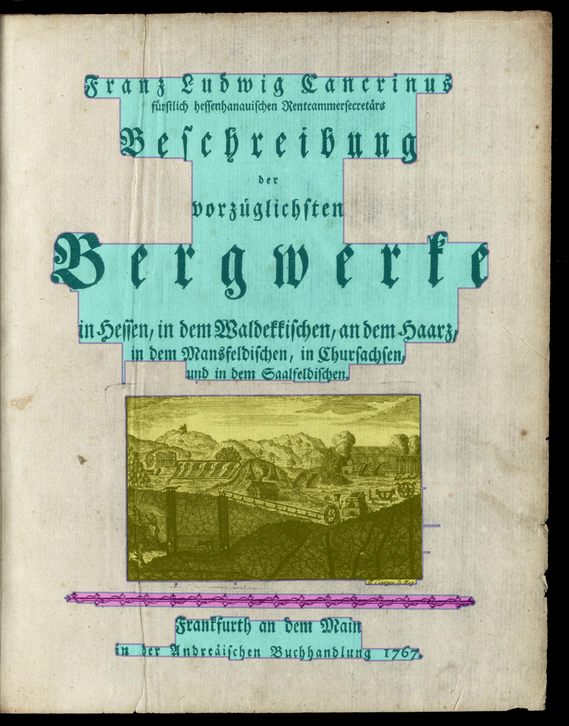 Franz Ludwig Cancrinus
fürstlich hessenhanauischen Rentcammersecretärs
Beschreibung
der
vorzüglichsten
Bergwerke
in Hessen, in dem Waldekkischen, an dem Haarz,
in dem Mansfeldischen, in Chursachsen,
und in dem Saalfeldischen.
Frankfurth an dem Main
in der Andreäischen Buchhandlung 1767.